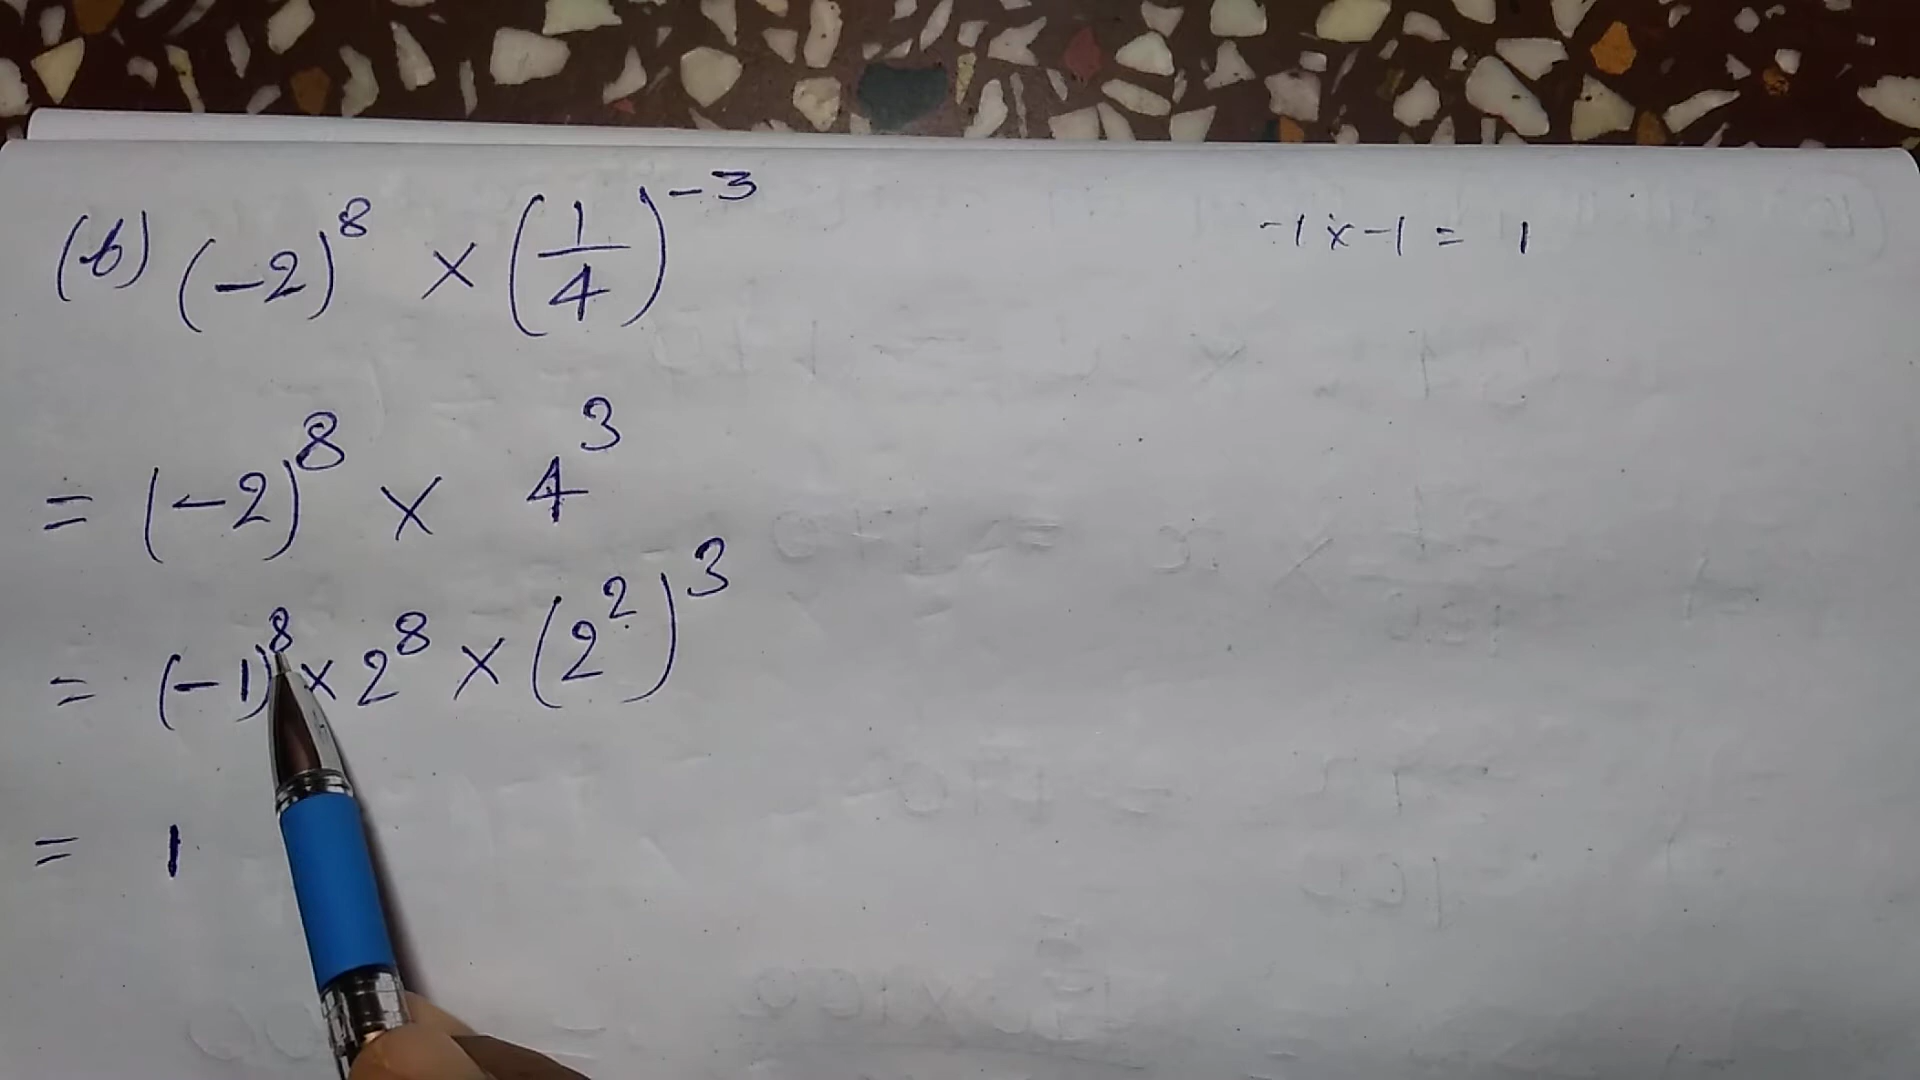 (b) (-2)^8 × (1/4)^-3
-1 × -1 = 1
= (-2)^8 × 4^3
= (-1)^8 × 2^8 × (2^2)^3
= 1